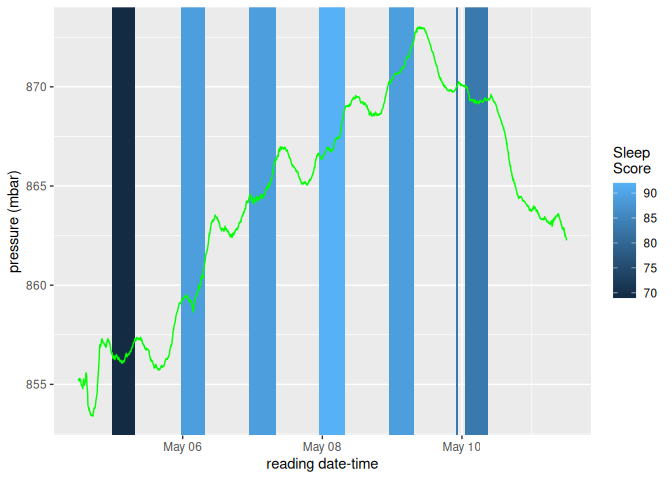 870
865
860
855
pressure (mbar)
May 06
May 08
May 10
reading date-time
Sleep
Score
90
85
80
75
70